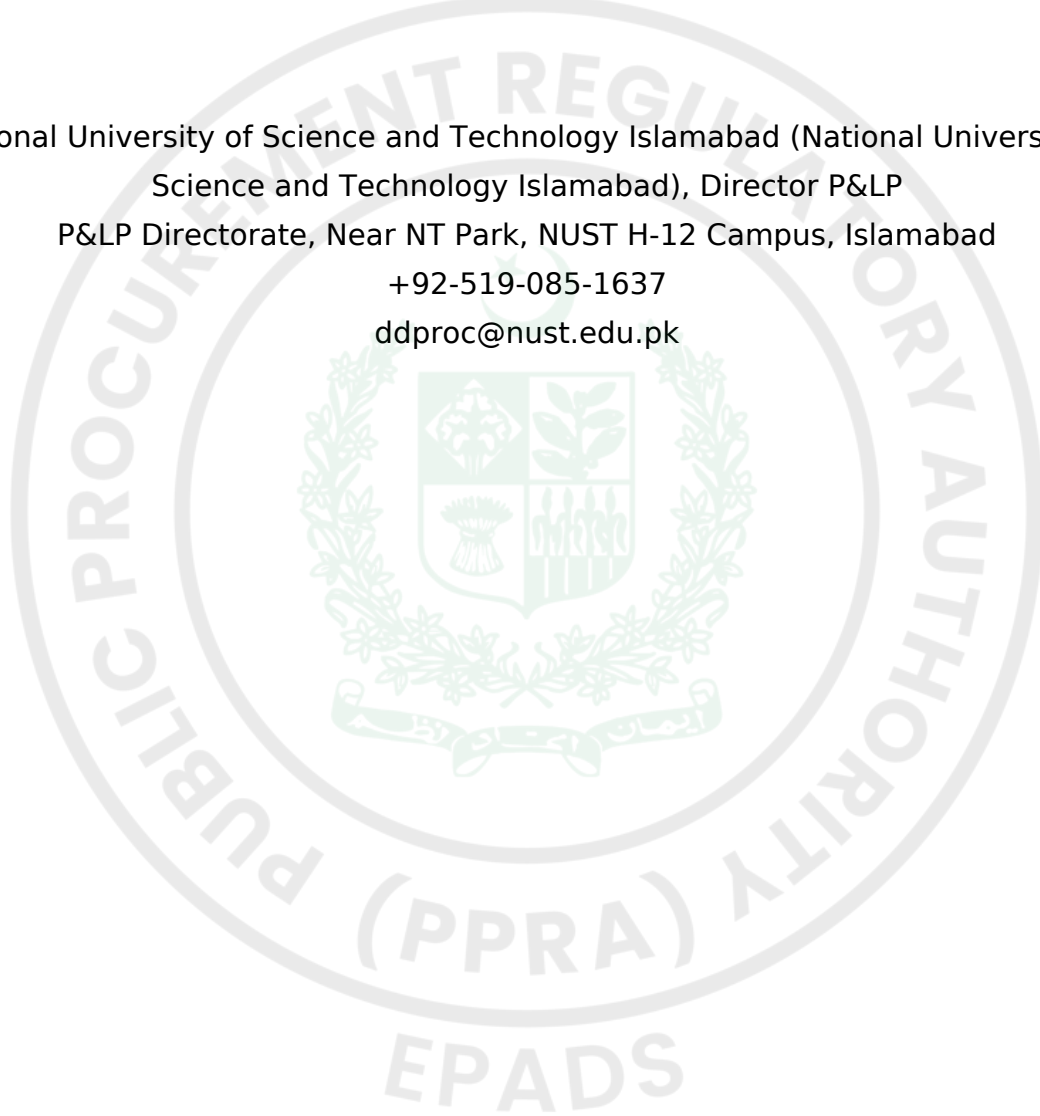 onal University of Science and Technology Islamabad (National Univers
Science and Technology Islamabad), Director P&LP
P&LP Directorate, Near NT Park, NUST H-12 Campus, Islamabad
+92-519-085-1637
ddproc@nust.edu.pk
PUBLIC PROCUREMENT REGULATORY AUTHORITY
(PPRA)
EPADS